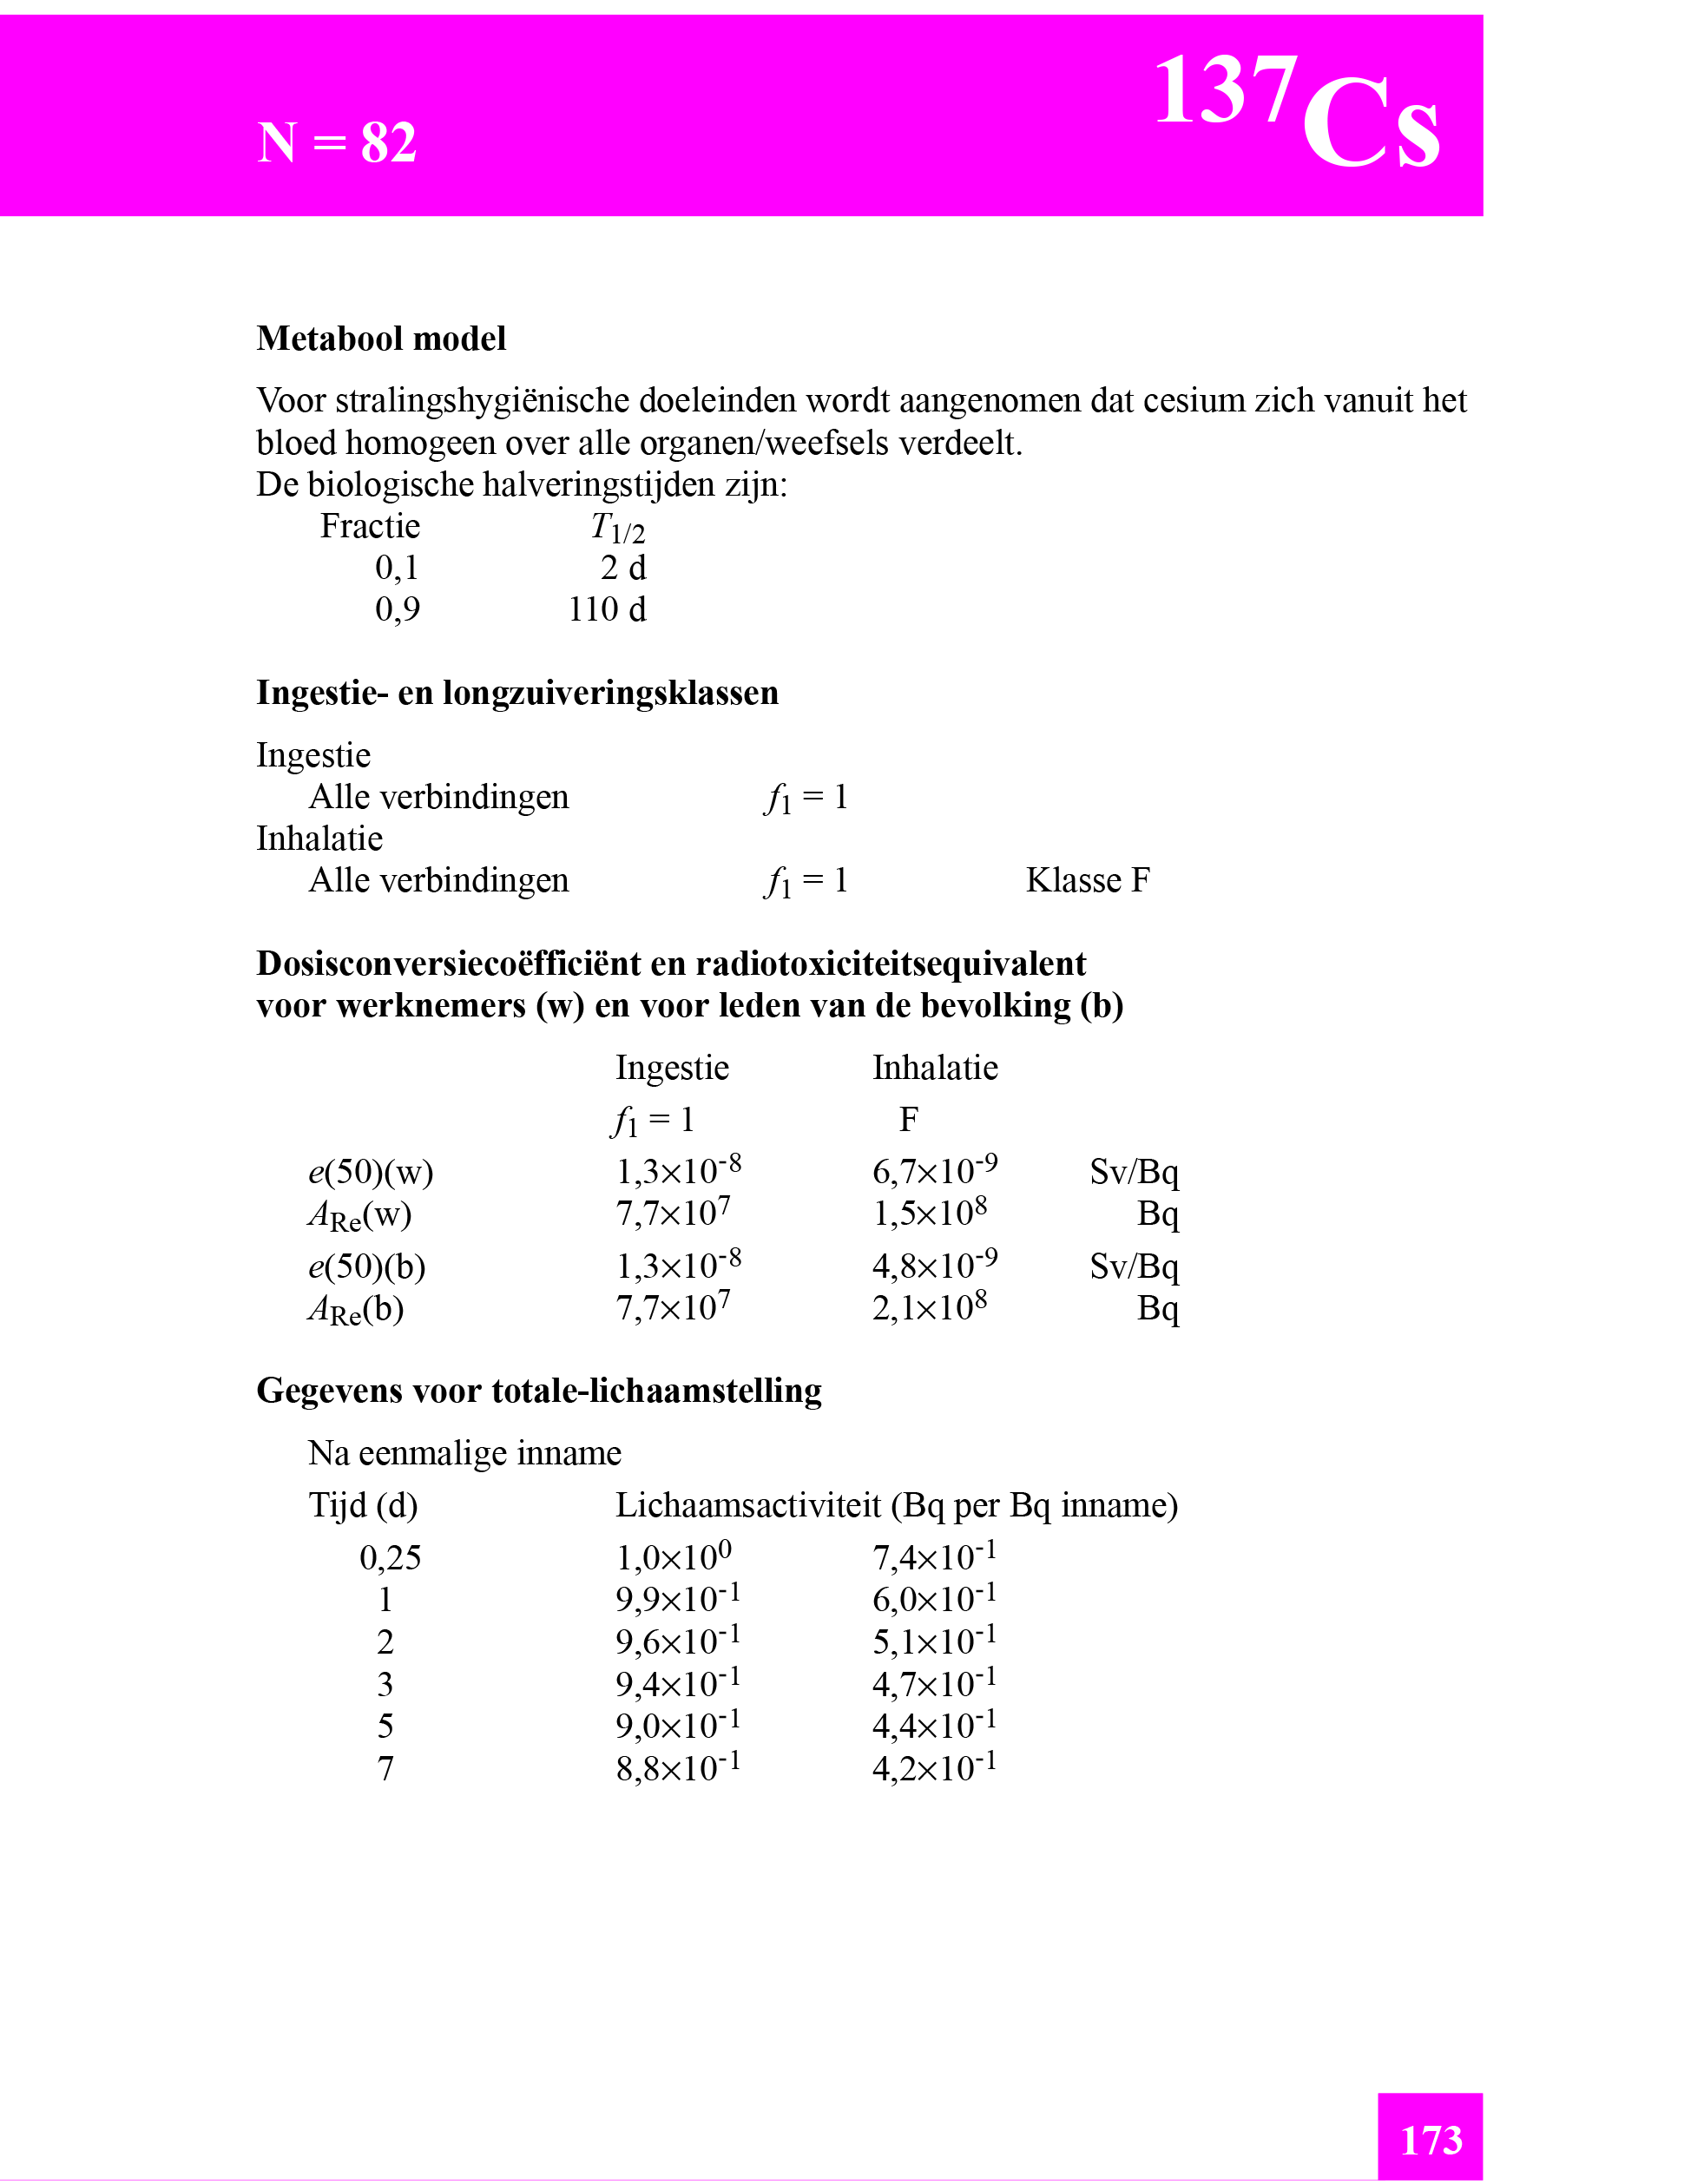 N = 82
137Cs
Metabool model
Voor stralingshygiënische doeleinden wordt aangenomen dat cesium zich vanuit het
bloed homogeen over alle organen/weefsels verdeelt.
De biologische halveringstijden zijn:
Fractie T1/2
0,1 2 d
0,9 110 d
Ingestie- en longzuiveringsklassen
Ingestie
Alle verbindingen f1 = 1
Inhalatie
Alle verbindingen f1 = 1 Klasse F
Dosisconversiecoëfficiënt en radiotoxiciteitsequivalent
voor werknemers (w) en voor leden van de bevolking (b)
Ingestie Inhalatie
f1 = 1 F
e(50)(w) 1,3×10-8 6,7×10-9 Sv/Bq
ARe(w) 7,7×107 1,5×108 Bq
e(50)(b) 1,3×10-8 4,8×10-9 Sv/Bq
ARe(b) 7,7×107 2,1×108 Bq
Gegevens voor totale-lichaamstelling
Na eenmalige inname
Tijd (d) Lichaamsactiviteit (Bq per Bq inname)
0,25 1,0×100 7,4×10-1
1 9,9×10-1 6,0×10-1
2 9,6×10-1 5,1×10-1
3 9,4×10-1 4,7×10-1
5 9,0×10-1 4,4×10-1
7 8,8×10-1 4,2×10-1
173